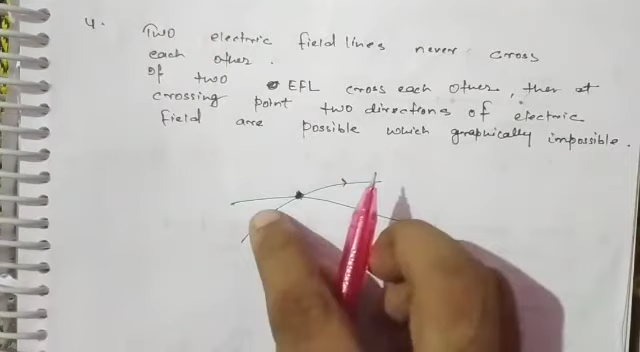 4. Two electric field lines never cross
each other.
If two EFL cross each other, then at
crossing point two directions of electric
field are possible which graphically impossible.